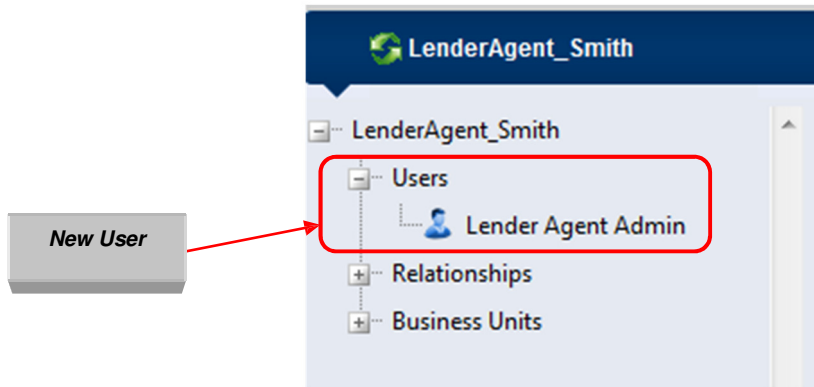 LenderAgent_Smith
LenderAgent_Smith
Users
Lender Agent Admin
New User
Relationships
Business Units